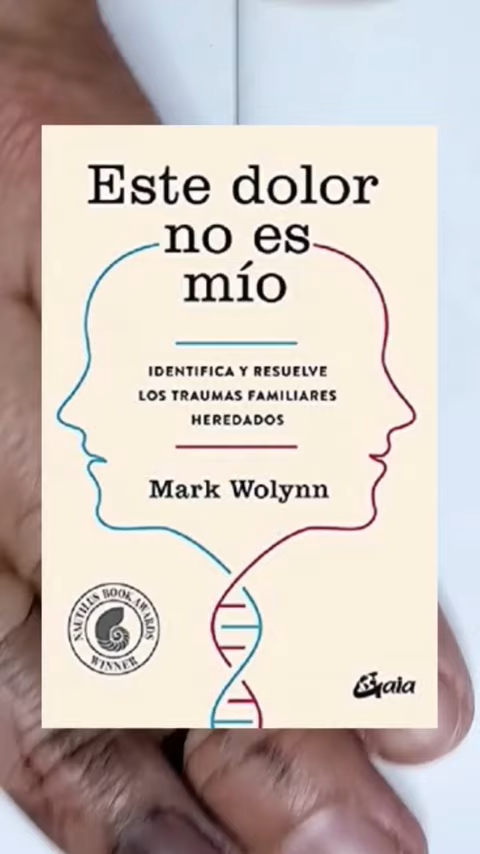 Este dolor
no es
mío
IDENTIFICA Y RESUELVE
LOS TRAUMAS FAMILIARES
HEREDADOS
Mark Wolynn
NAUTILUS BOOK AWARDS
WINNER
Gaia